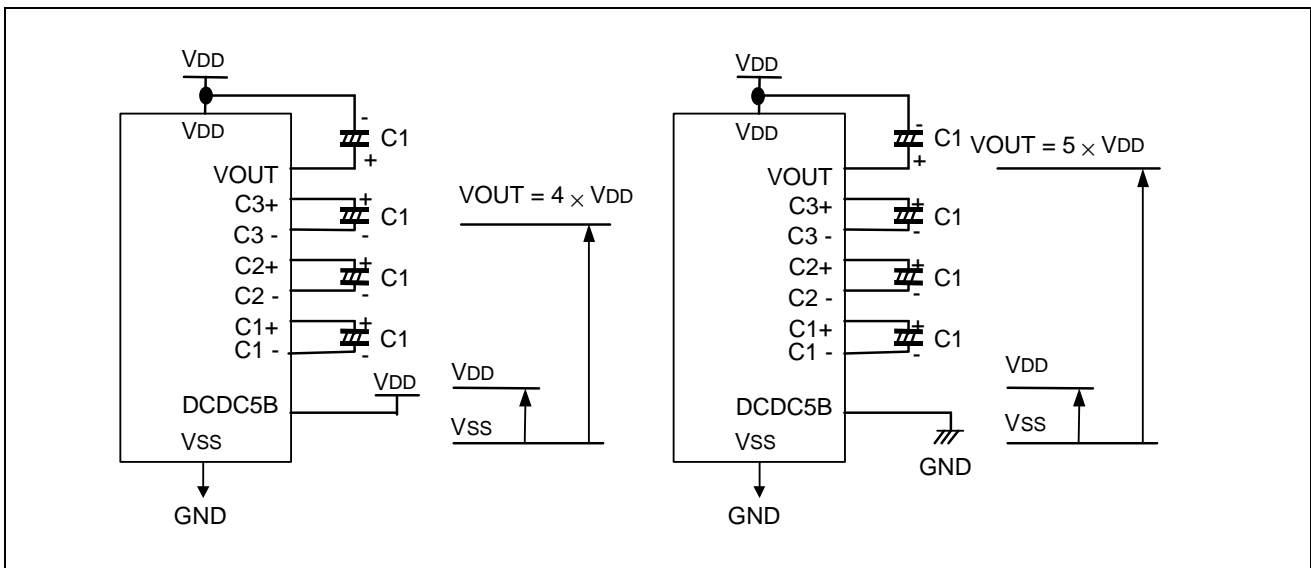 VDD
VDD
-
C1
+
VOUT
C3+
+
C3 -
-
C1
C2+
+
C2 -
-
C1
C1+
+
C1 -
-
C1
VDD
DCDC5B
VSS
GND
VOUT = 4 × VDD
VDD
VSS
VDD
VDD
-
C1
+
VOUT
C3+
+
C3 -
-
C1
C2+
+
C2 -
-
C1
C1+
+
C1 -
-
C1
DCDC5B
GND
VSS
GND
VOUT = 5 × VDD
VDD